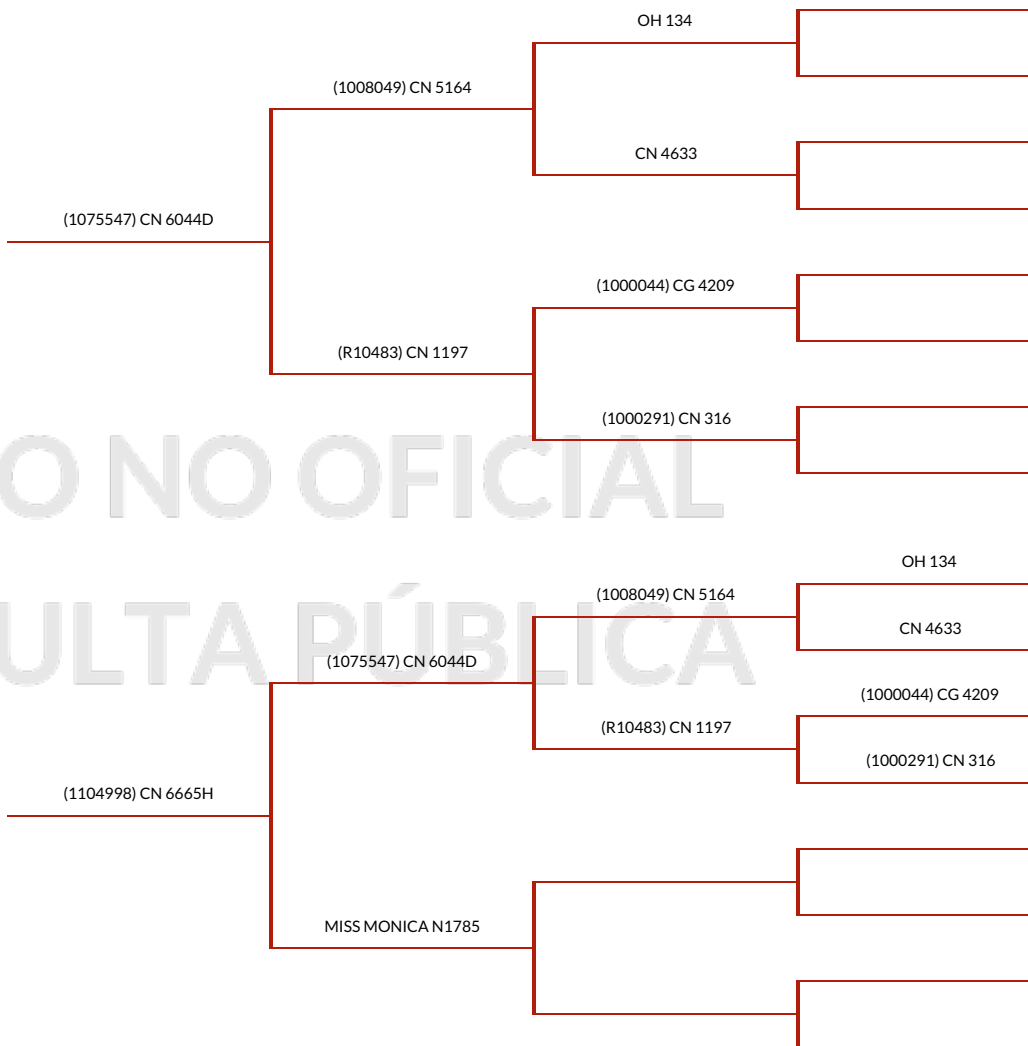 OH 134
(1008049) CN 5164
CN 4633
(1075547) CN 6044D
(1000044) CG 4209
(R10483) CN 1197
(1000291) CN 316
O NO OFICIAL
OH 134
(1008049) CN 5164
CN 4633
ULTA PÚBLICA
(1075547) CN 6044D
(1000044) CG 4209
(R10483) CN 1197
(1000291) CN 316
(1104998) CN 6665H
MISS MONICA N1785